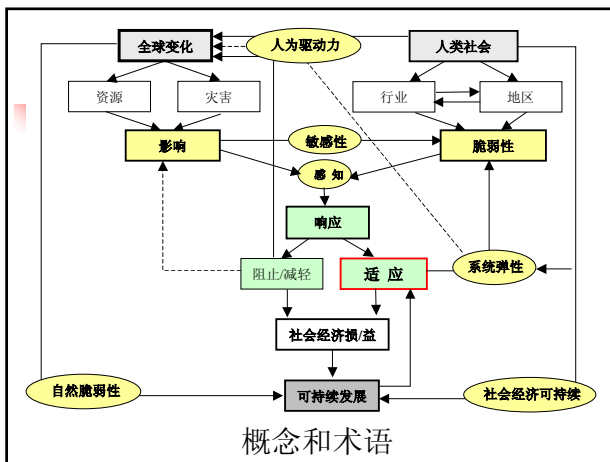 全球变化
人为驱动力
人类社会
资源
灾害
行业
地区
影响
敏感性
脆弱性
感 知
响应
阻止/减轻
适 应
系统弹性
社会经济损/益
自然脆弱性
可持续发展
社会经济可持续
概念和术语